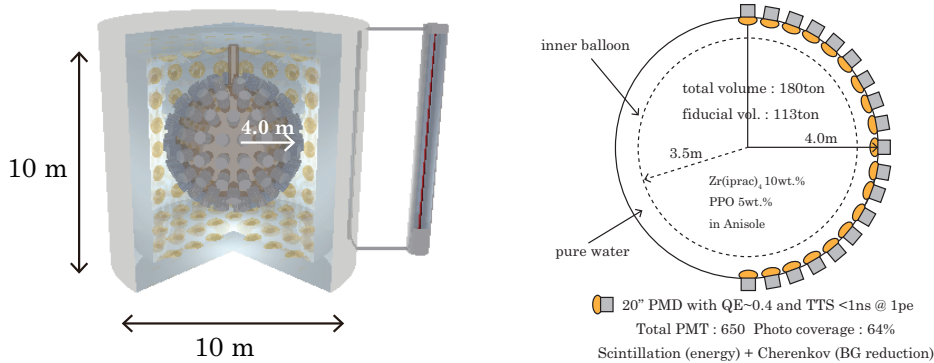 10 m
4.0 m
10 m
inner balloon
total volume : 180ton
fiducial vol. : 113ton
4.0m
3.5m
Zr(iprac)₄ 10wt.%
PPO 5wt.%
in Anisole
pure water
20” PMD with QE~0.4 and TTS <1ns @ 1pe
Total PMT : 650 Photo coverage : 64%
Scintillation (energy) + Cherenkov (BG reduction)